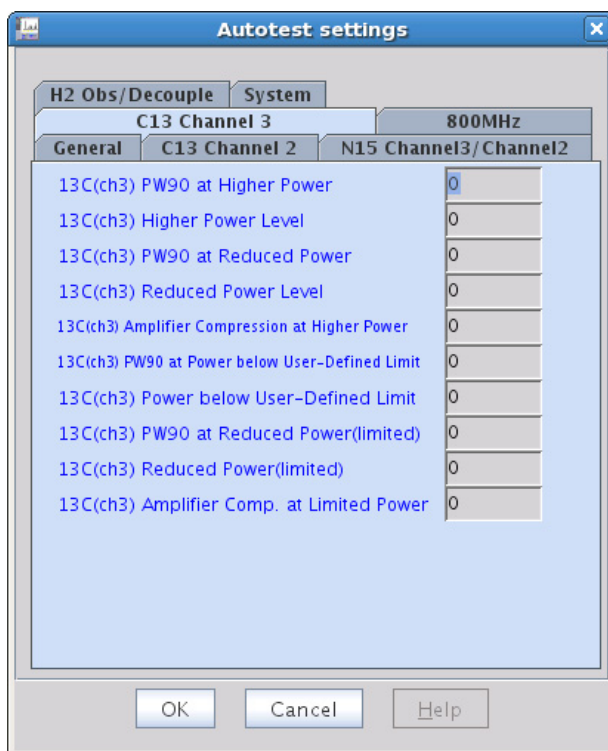 Autotest settings
H2 Obs/Decouple System
C13 Channel 3 800MHz
General C13 Channel 2 N15 Channel3/Channel2
13C(ch3) PW90 at Higher Power 0
13C(ch3) Higher Power Level 0
13C(ch3) PW90 at Reduced Power 0
13C(ch3) Reduced Power Level 0
13C(ch3) Amplifier Compression at Higher Power 0
13C(ch3) PW90 at Power below User-Defined Limit 0
13C(ch3) Power below User-Defined Limit 0
13C(ch3) PW90 at Reduced Power(limited) 0
13C(ch3) Reduced Power(limited) 0
13C(ch3) Amplifier Comp. at Limited Power 0
OK Cancel Help